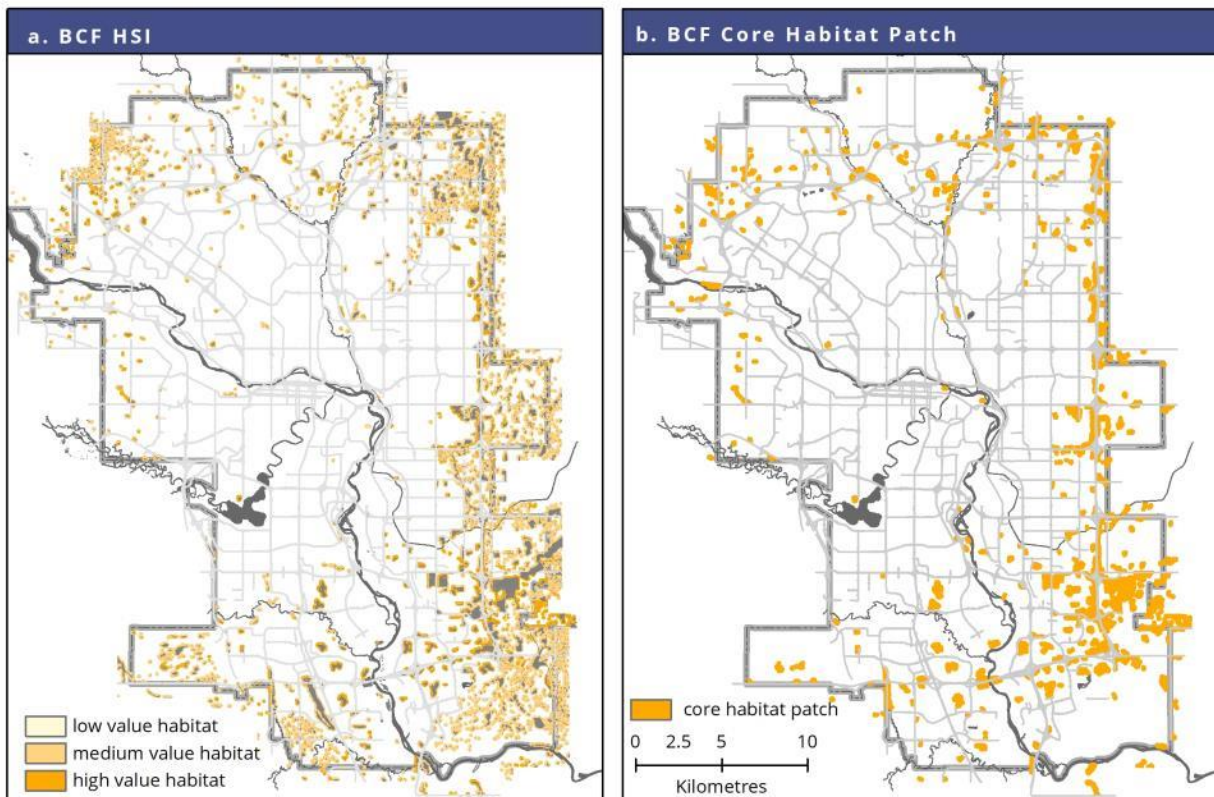 a. BCF HSI
low value habitat
medium value habitat
high value habitat
b. BCF Core Habitat Patch
core habitat patch
0 2.5 5 10
Kilometres